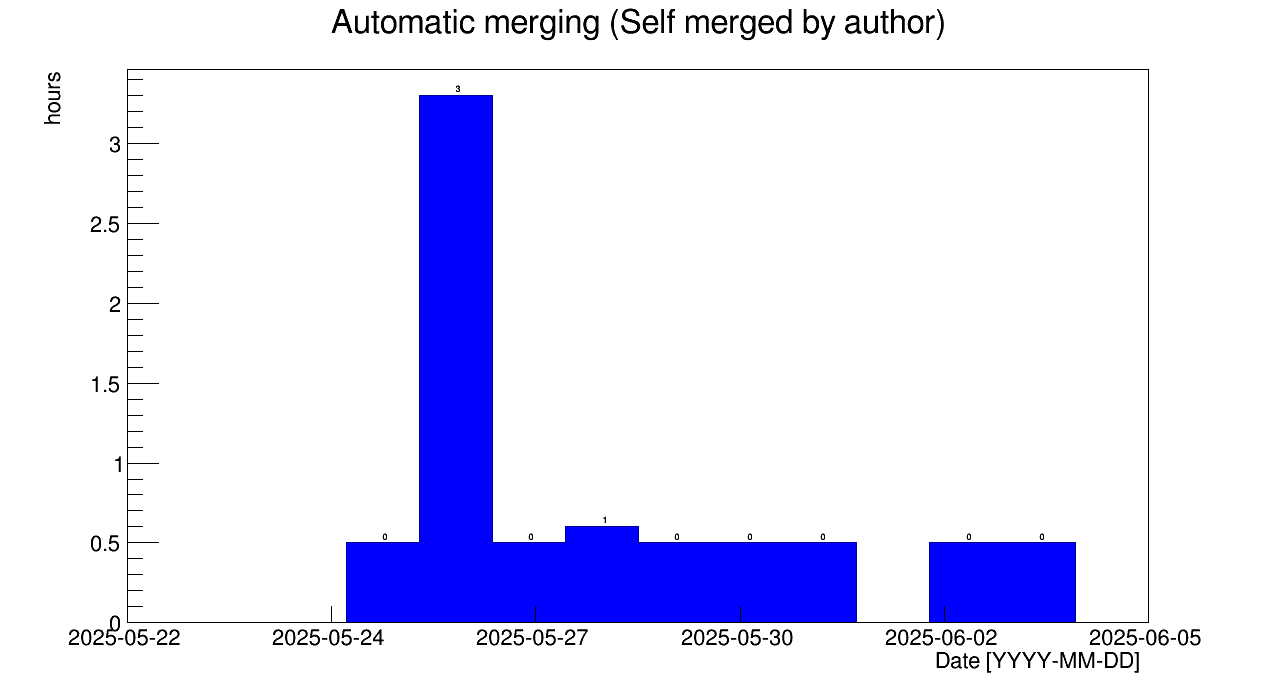 Automatic merging (Self merged by author)
hours
3
2.5
2
1.5
1
0.5
0
3
1
0 0 0 0 0 0 0
2025-05-22 2025-05-24 2025-05-27 2025-05-30 2025-06-02 2025-06-05
Date [YYYY-MM-DD]